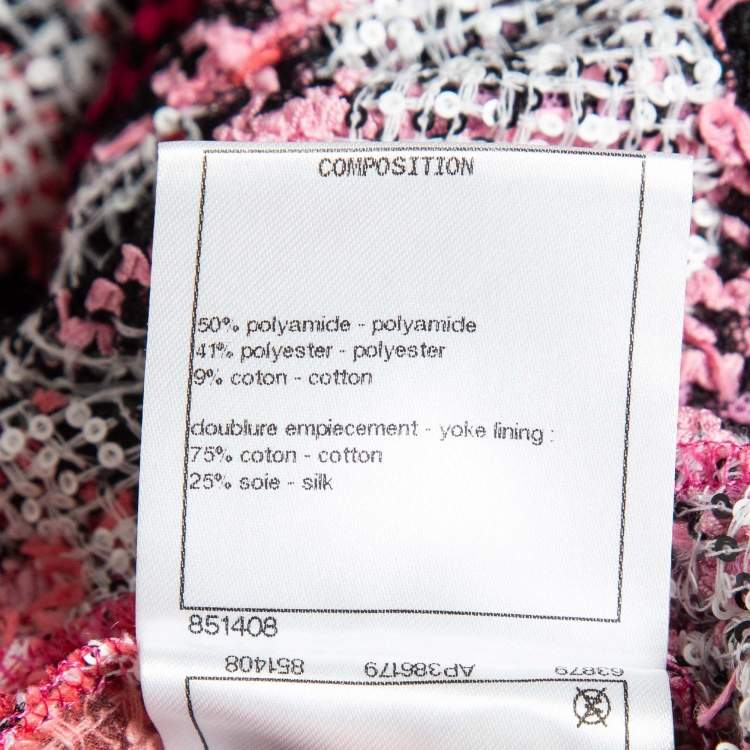 COMPOSITION
50% polyamide - polyamide
41% polyester - polyester
9% coton - cotton
doublure empiecement - yoke lining :
75% coton - cotton
25% soie - silk
851408
63879 AP386179 851408